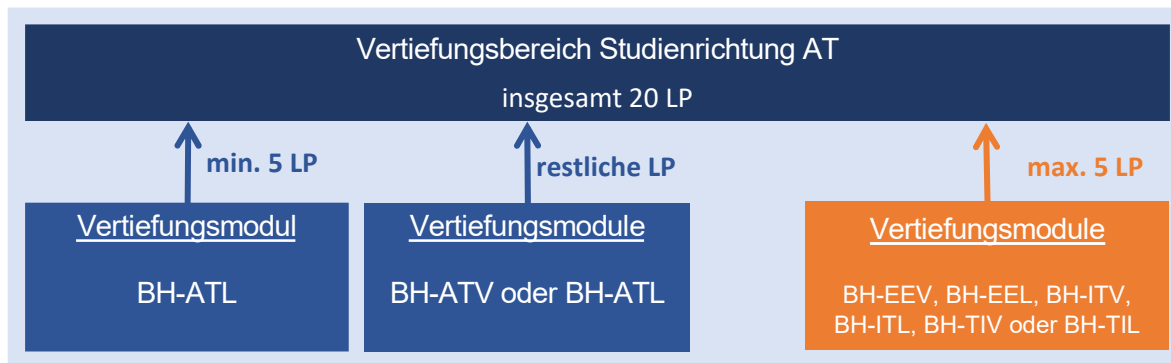 Vertiefungsbereich Studienrichtung AT
insgesamt 20 LP
min. 5 LP
restliche LP
max. 5 LP
Vertiefungsmodul
BH-ATL
Vertiefungsmodule
BH-ATV oder BH-ATL
Vertiefungsmodule
BH-EEV, BH-EEL, BH-ITV,
BH-ITL, BH-TIV oder BH-TIL